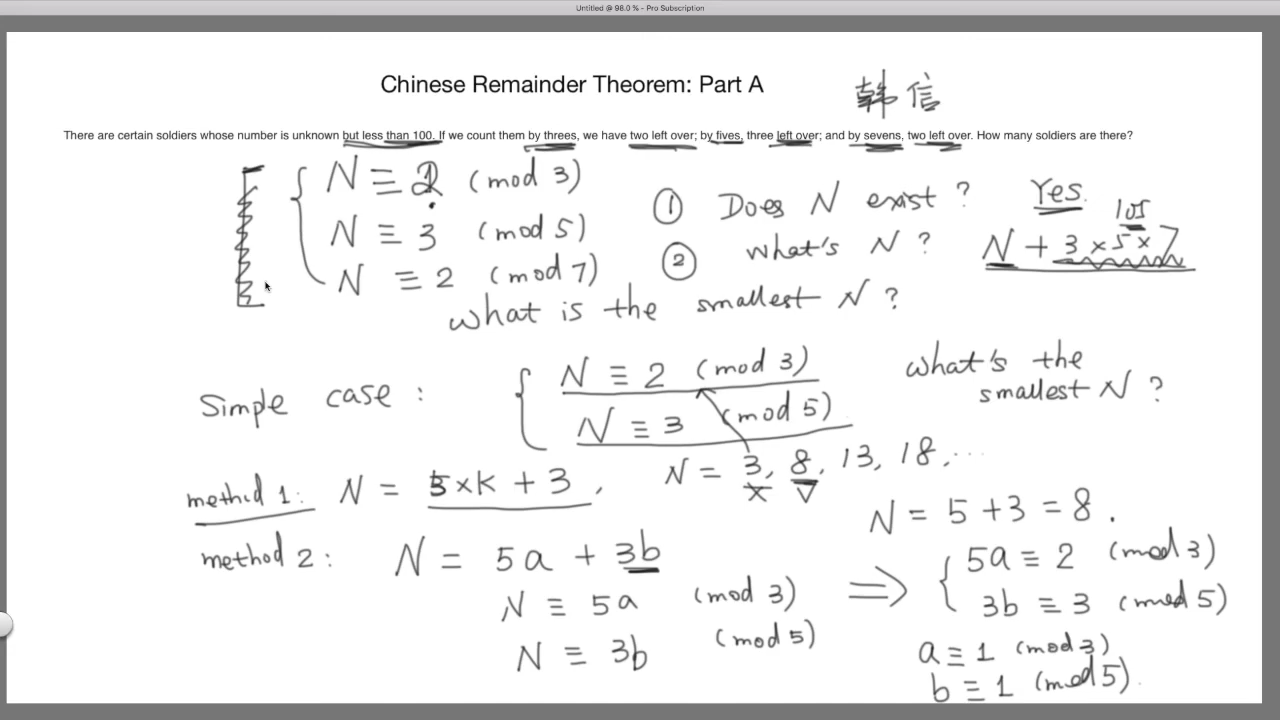 Untitled @ 98.0 % - Pro Subscription
Chinese Remainder Theorem: Part A 韩信
There are certain soldiers whose number is unknown but less than 100. If we count them by threes, we have two left over; by fives, three left over; and by sevens, two left over. How many soldiers are there?
N ≡ 2 (mod 3)
N ≡ 3 (mod 5)
N ≡ 2 (mod 7)
① Does N exist ? Yes.
② what's N ?
105
N + 3 × 5 × 7
what is the smallest N ?
Simple case :
N ≡ 2 (mod 3)
N ≡ 3 (mod 5)
what's the
smallest N ?
method 1: N = 5 × K + 3 , N = 3, 8, 13, 18, ...
x v
N = 5 + 3 = 8 .
method 2: N = 5a + 3b
N ≡ 5a (mod 3)
N ≡ 3b (mod 5)
⟹ 5a ≡ 2 (mod 3)
3b ≡ 3 (mod 5)
a ≡ 1 (mod 3)
b ≡ 1 (mod 5).